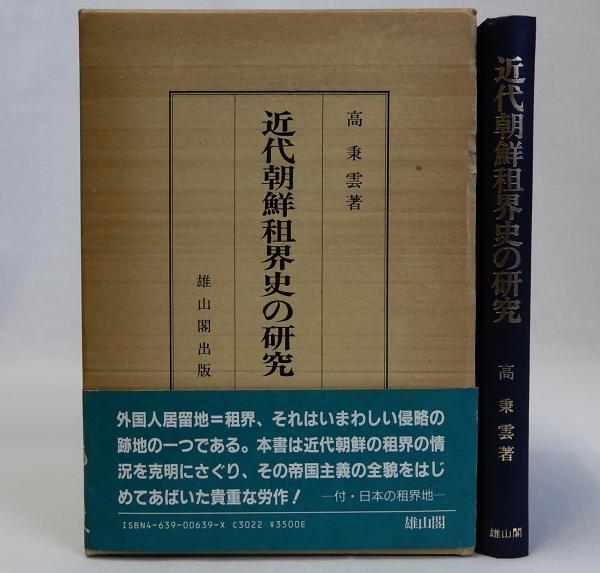 高秉雲著
近代朝鮮租界史の研究
雄山閣出版
外国人居留地=租界、それはいまわしい侵略の
跡地の一つである。本書は近代朝鮮の租界の情
況を克明にさぐり、その帝国主義の全貌をはじ
めてあばいた貴重な労作!
―付・日本の租界地―
ISBN4-639-00639-X C3022 ¥3500E
雄山閣
近代朝鮮租界史の研究
高秉雲著
雄山閣